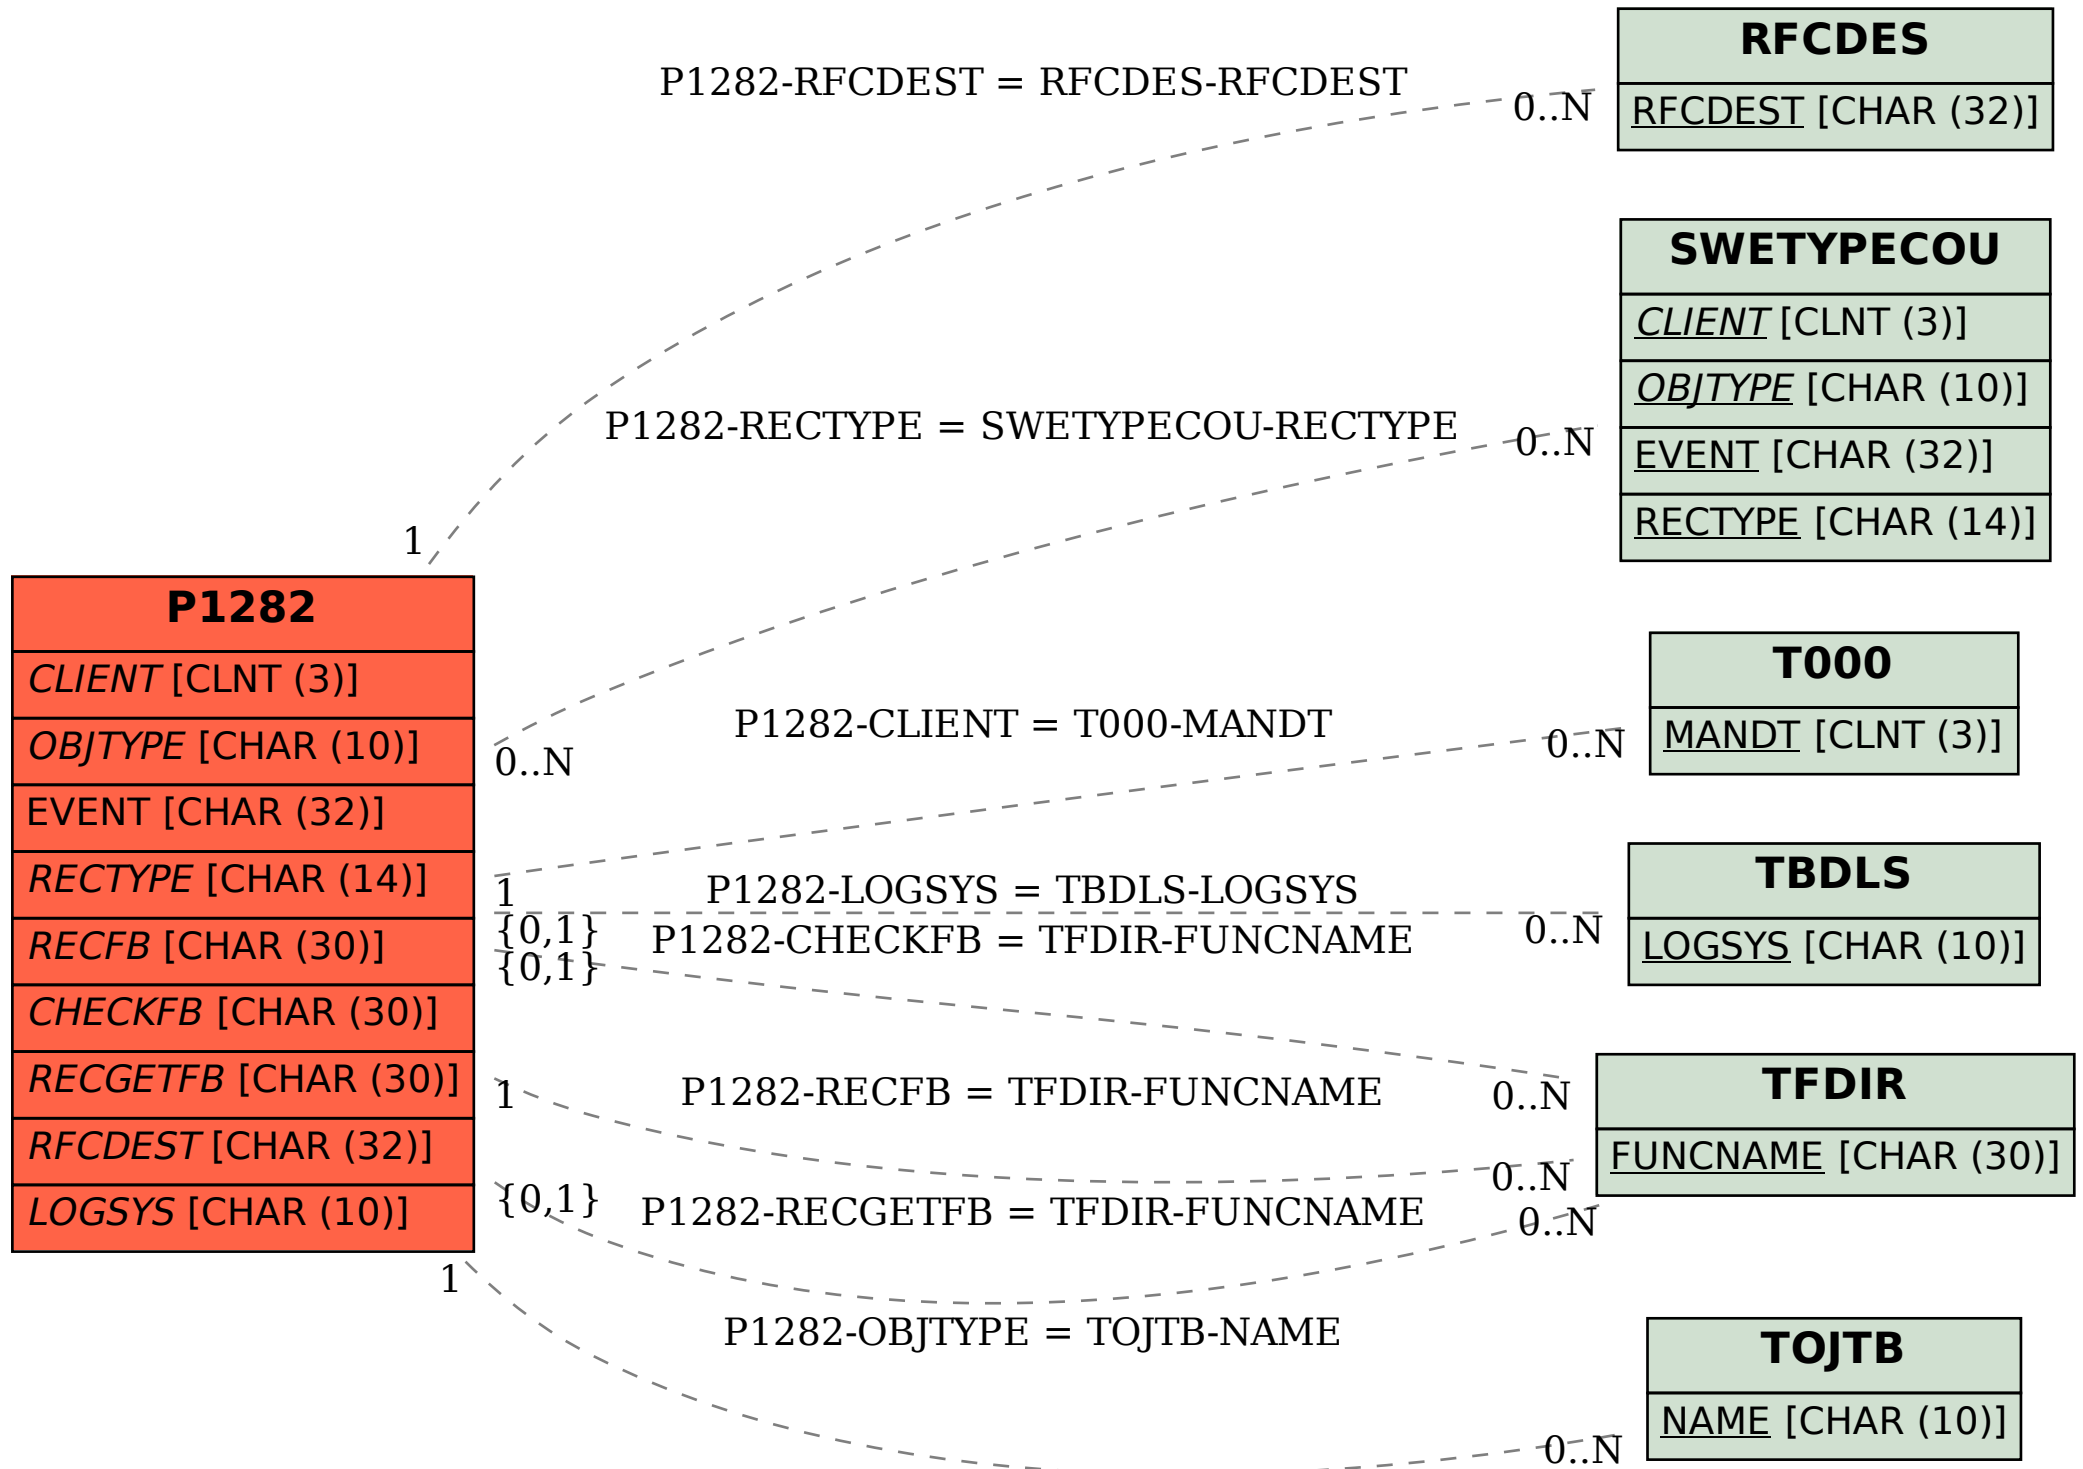 RFCDES
RFCDEST [CHAR (32)]
P1282-RFCDEST = RFCDES-RFCDEST
0..N
1
SWETYPECOU
CLIENT [CLNT (3)]
OBJTYPE [CHAR (10)]
EVENT [CHAR (32)]
RECTYPE [CHAR (14)]
P1282-RECTYPE = SWETYPECOU-RECTYPE
0..N
0..N
P1282
CLIENT [CLNT (3)]
OBJTYPE [CHAR (10)]
EVENT [CHAR (32)]
RECTYPE [CHAR (14)]
RECFB [CHAR (30)]
CHECKFB [CHAR (30)]
RECGETFB [CHAR (30)]
RFCDEST [CHAR (32)]
LOGSYS [CHAR (10)]
T000
MANDT [CLNT (3)]
P1282-CLIENT = T000-MANDT
0..N
1
TBDLS
LOGSYS [CHAR (10)]
P1282-LOGSYS = TBDLS-LOGSYS
0..N
{0,1}
P1282-CHECKFB = TFDIR-FUNCNAME
{0,1}
0..N
TFDIR
FUNCNAME [CHAR (30)]
P1282-RECFB = TFDIR-FUNCNAME
1
0..N
P1282-RECGETFB = TFDIR-FUNCNAME
{0,1}
0..N
P1282-OBJTYPE = TOJTB-NAME
1
0..N
TOJTB
NAME [CHAR (10)]